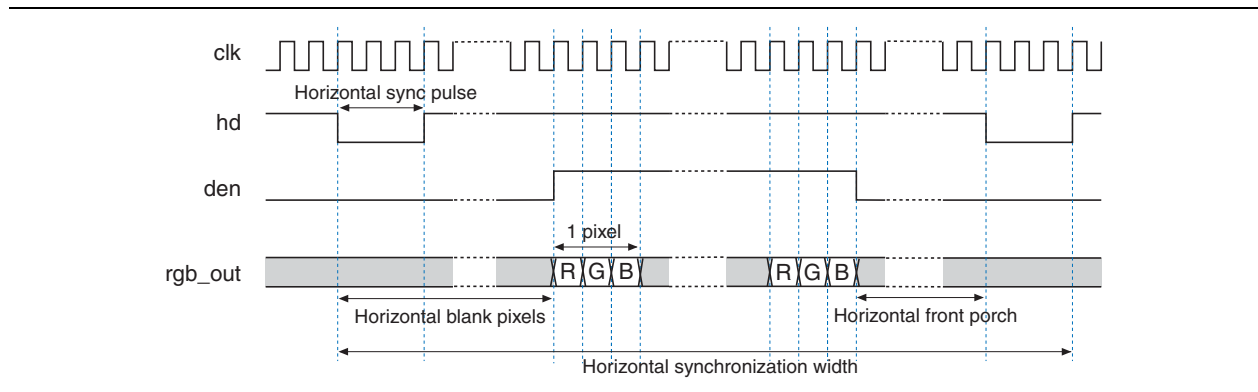 clk
Horizontal sync pulse
hd
den
1 pixel
rgb_out
R G B
R G B
Horizontal blank pixels
Horizontal front porch
Horizontal synchronization width